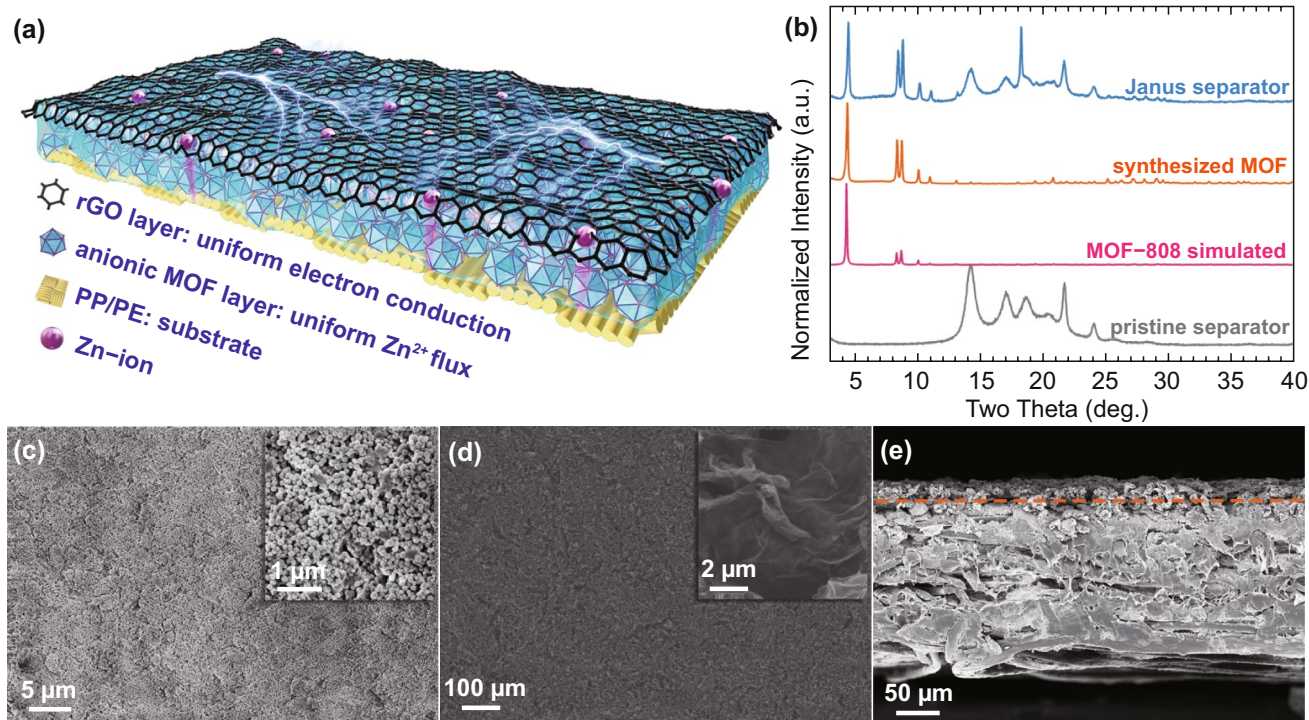 (a)
rGO layer: uniform electron conduction
anionic MOF layer: uniform Zn²⁺ flux
PP/PE: substrate
Zn−ion
(b)
Normalized Intensity (a.u.)
Janus separator
synthesized MOF
MOF−808 simulated
pristine separator
5 10 15 20 25 30 35 40
Two Theta (deg.)
(c)
1 μm
5 μm
(d)
2 μm
100 μm
(e)
50 μm